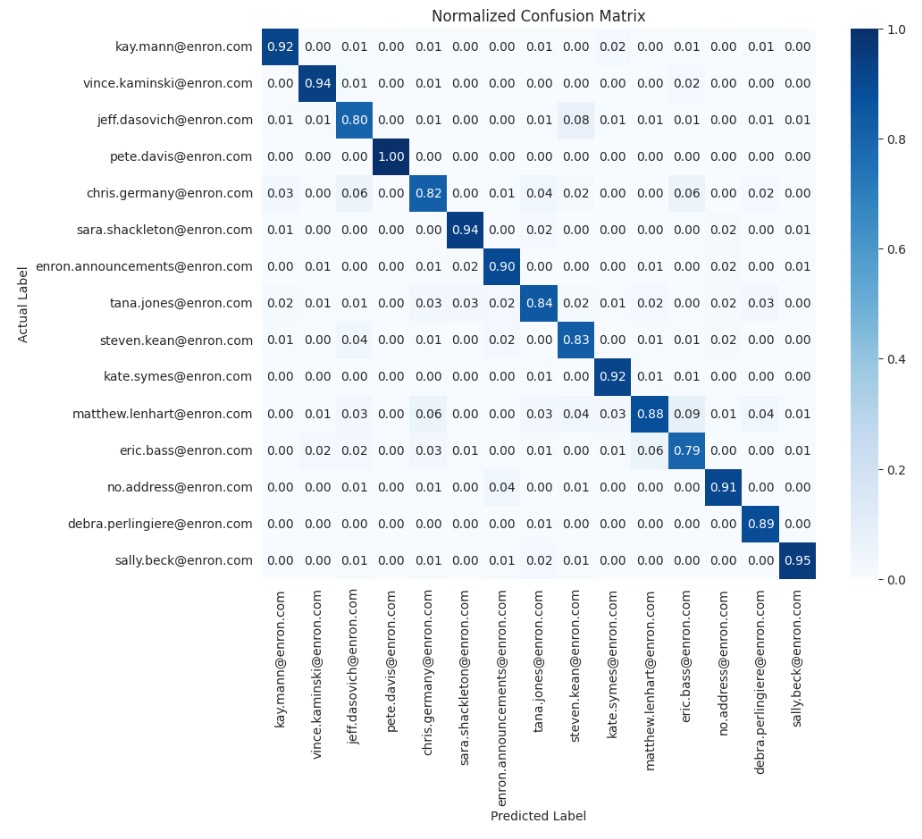 Normalized Confusion Matrix
kay.mann@enron.com 0.92 0.00 0.01 0.00 0.01 0.00 0.00 0.01 0.00 0.02 0.00 0.01 0.00 0.01 0.00
vince.kaminski@enron.com 0.00 0.94 0.01 0.00 0.01 0.00 0.00 0.00 0.00 0.00 0.00 0.02 0.00 0.00 0.00
jeff.dasovich@enron.com 0.01 0.01 0.80 0.00 0.01 0.00 0.00 0.01 0.08 0.01 0.01 0.01 0.01 0.01 0.01
pete.davis@enron.com 0.00 0.00 0.00 1.00 0.00 0.00 0.00 0.00 0.00 0.00 0.00 0.00 0.00 0.00 0.00
chris.germany@enron.com 0.03 0.00 0.06 0.00 0.82 0.00 0.01 0.04 0.02 0.00 0.00 0.06 0.00 0.02 0.00
sara.shackleton@enron.com 0.01 0.00 0.00 0.00 0.00 0.94 0.00 0.02 0.00 0.00 0.00 0.00 0.02 0.00 0.01
enron.announcements@enron.com 0.00 0.01 0.00 0.00 0.01 0.02 0.90 0.00 0.00 0.00 0.01 0.00 0.02 0.00 0.01
tana.jones@enron.com 0.02 0.01 0.01 0.00 0.03 0.03 0.02 0.84 0.02 0.01 0.02 0.00 0.02 0.03 0.00
steven.kean@enron.com 0.01 0.00 0.04 0.00 0.01 0.00 0.02 0.00 0.83 0.00 0.01 0.01 0.02 0.00 0.00
kate.symes@enron.com 0.00 0.00 0.00 0.00 0.00 0.00 0.00 0.01 0.00 0.92 0.01 0.01 0.00 0.00 0.00
matthew.lenhart@enron.com 0.00 0.01 0.03 0.00 0.06 0.00 0.00 0.03 0.04 0.03 0.88 0.09 0.01 0.04 0.01
eric.bass@enron.com 0.00 0.02 0.02 0.00 0.03 0.01 0.00 0.01 0.00 0.01 0.06 0.79 0.00 0.00 0.01
no.address@enron.com 0.00 0.00 0.01 0.00 0.01 0.00 0.04 0.00 0.01 0.00 0.00 0.00 0.91 0.00 0.00
debra.perlingiere@enron.com 0.00 0.00 0.00 0.00 0.00 0.00 0.00 0.01 0.00 0.00 0.00 0.00 0.00 0.89 0.00
sally.beck@enron.com 0.00 0.00 0.01 0.00 0.01 0.00 0.01 0.02 0.01 0.00 0.00 0.00 0.00 0.00 0.95
Actual Label
kay.mann@enron.com
vince.kaminski@enron.com
jeff.dasovich@enron.com
pete.davis@enron.com
chris.germany@enron.com
sara.shackleton@enron.com
enron.announcements@enron.com
tana.jones@enron.com
steven.kean@enron.com
kate.symes@enron.com
matthew.lenhart@enron.com
eric.bass@enron.com
no.address@enron.com
debra.perlingiere@enron.com
sally.beck@enron.com
Predicted Label
1.0
0.8
0.6
0.4
0.2
0.0